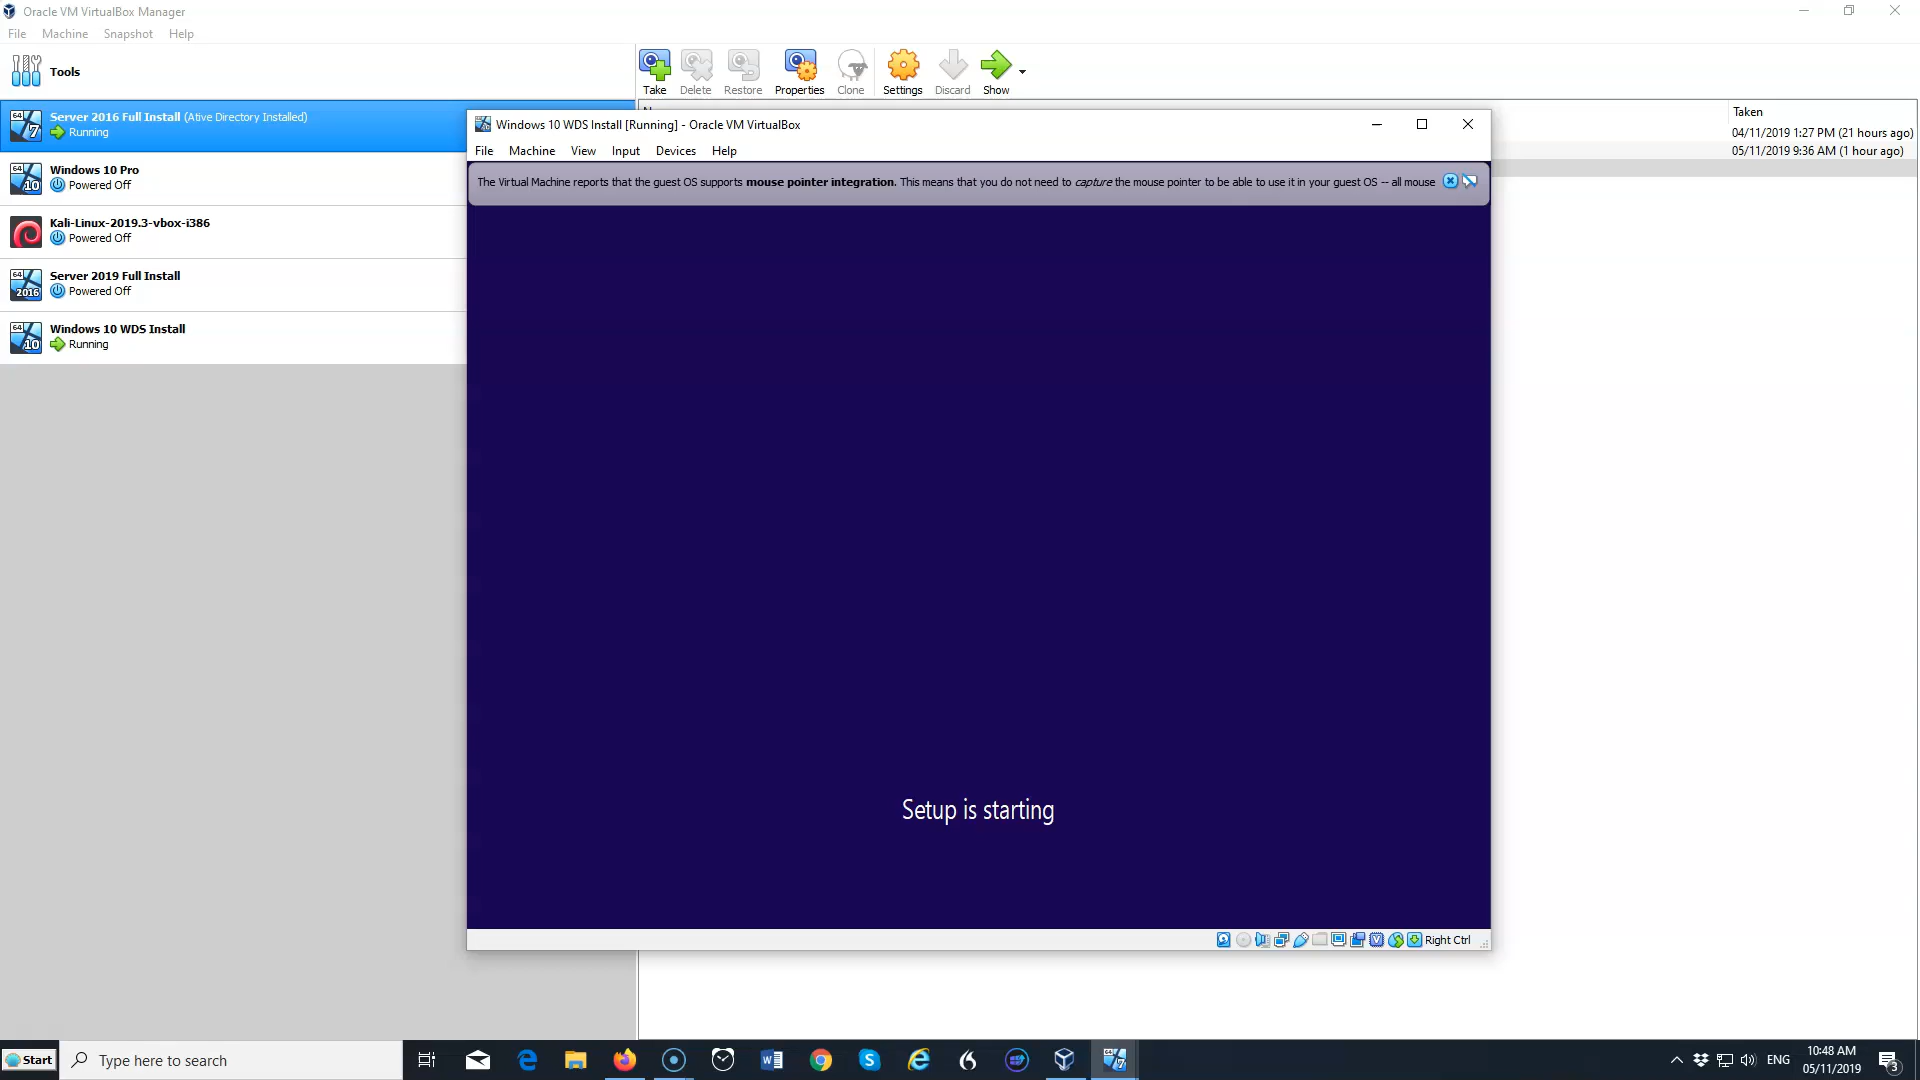 Oracle VM VirtualBox Manager
File Machine Snapshot Help
Tools
Take Delete Restore Properties Clone Settings Discard Show
Server 2016 Full Install (Ative Directory Installed)
Running
Windows 10 Pro
Powered Off
Kali-Linux-2019.3-vbox-i386
Powered Off
Server 2019 Full Install
Powered Off
Windows 10 WDS Install
Running
Taken
04/11/2019 1:27 PM (21 hours ago)
05/11/2019 9:36 AM (1 hour ago)
Windows 10 WDS Install [Running] - Oracle VM VirtualBox
File Machine View Input Devices Help
The Virtual Machine reports that the guest OS supports mouse pointer integration. This means that you do not need to capture the mouse pointer to be able to use it in your guest OS -- all mouse
Setup is starting
Right Ctrl
Start
Type here to search
ENG
10:48 AM
05/11/2019
3